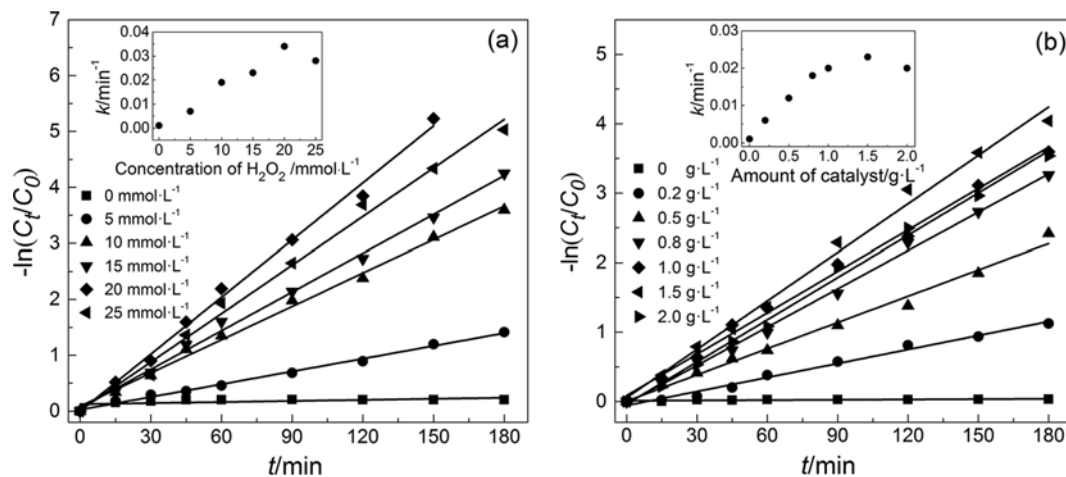 (a)
-ln(Cₜ/C₀)
7
6
5
4
3
2
1
0
0 30 60 90 120 150 180
t/min
k/min⁻¹
0.04
0.03
0.02
0.01
0.00
0 5 10 15 20 25
Concentration of H₂O₂ /mmol·L⁻¹
0 mmol·L⁻¹
5 mmol·L⁻¹
10 mmol·L⁻¹
15 mmol·L⁻¹
20 mmol·L⁻¹
25 mmol·L⁻¹
(b)
-ln(Cₜ/C₀)
5
4
3
2
1
0
0 30 60 90 120 150 180
t/min
k/min⁻¹
0.03
0.02
0.01
0.00
0.0 0.5 1.0 1.5 2.0
Amount of catalyst/g·L⁻¹
0 g·L⁻¹
0.2 g·L⁻¹
0.5 g·L⁻¹
0.8 g·L⁻¹
1.0 g·L⁻¹
1.5 g·L⁻¹
2.0 g·L⁻¹